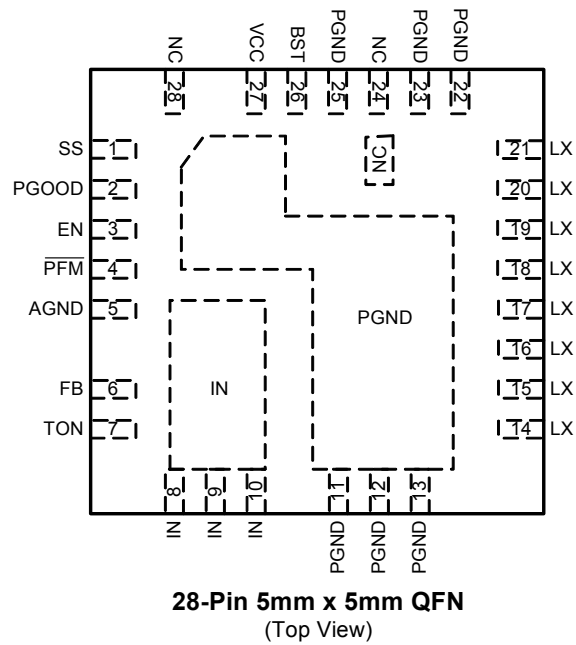 NC
VCC
BST
PGND
NC
PGND
PGND
28
27
26
25
24
23
22
SS 1
PGOOD 2
EN 3
PFM 4
AGND 5
FB 6
TON 7
21 LX
20 LX
19 LX
18 LX
17 LX
16 LX
15 LX
14 LX
NC
PGND
IN
8
9
10
11
12
13
IN
IN
IN
PGND
PGND
PGND
28-Pin 5mm x 5mm QFN
(Top View)